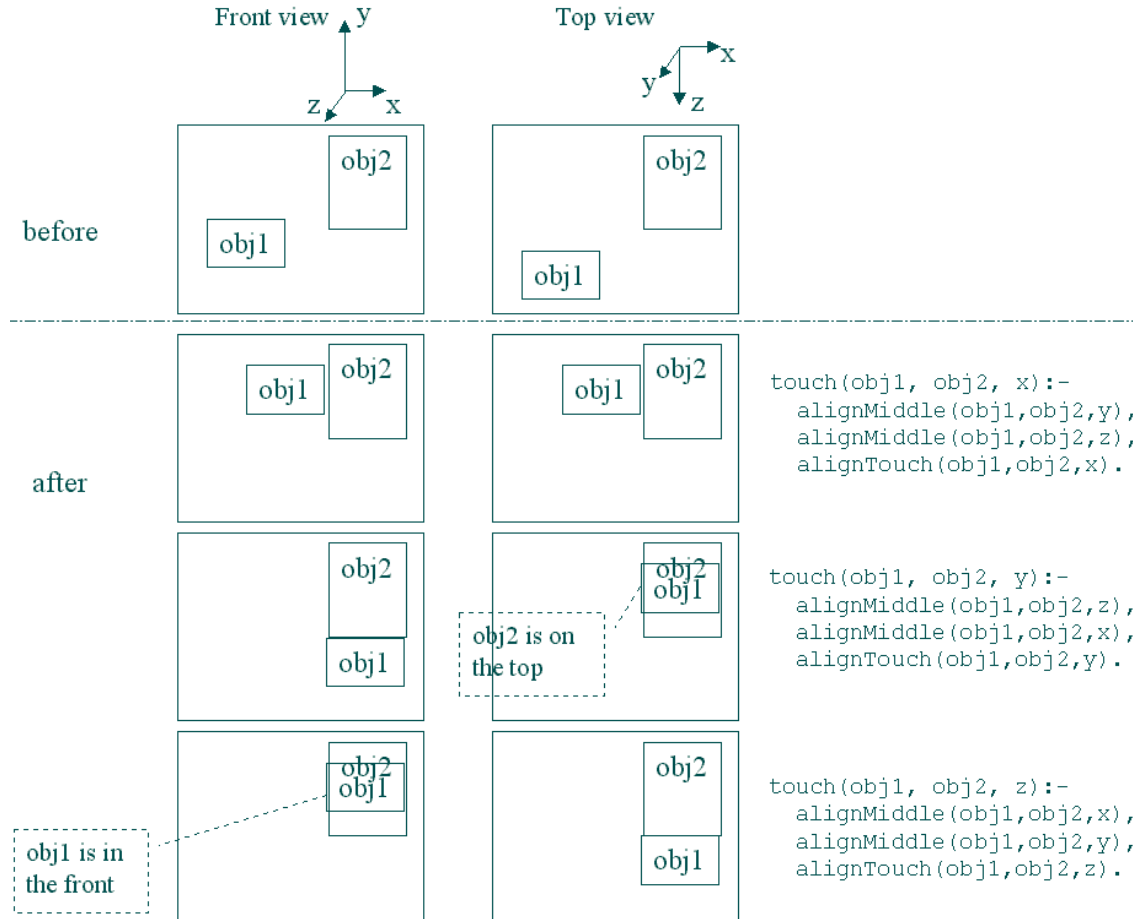 Front view
Top view
y
x
z
x
y
z
obj2
obj2
before
obj1
obj1
obj2
obj2
obj1
obj1
touch(obj1, obj2, x):-
alignMiddle(obj1,obj2,y),
alignMiddle(obj1,obj2,z),
alignTouch(obj1,obj2,x).
after
obj2
obj2
obj1
obj1
obj2 is on
the top
touch(obj1, obj2, y):-
alignMiddle(obj1,obj2,z),
alignMiddle(obj1,obj2,x),
alignTouch(obj1,obj2,y).
obj2
obj1
obj2
obj1
obj1 is in
the front
touch(obj1, obj2, z):-
alignMiddle(obj1,obj2,x),
alignMiddle(obj1,obj2,y),
alignTouch(obj1,obj2,z).